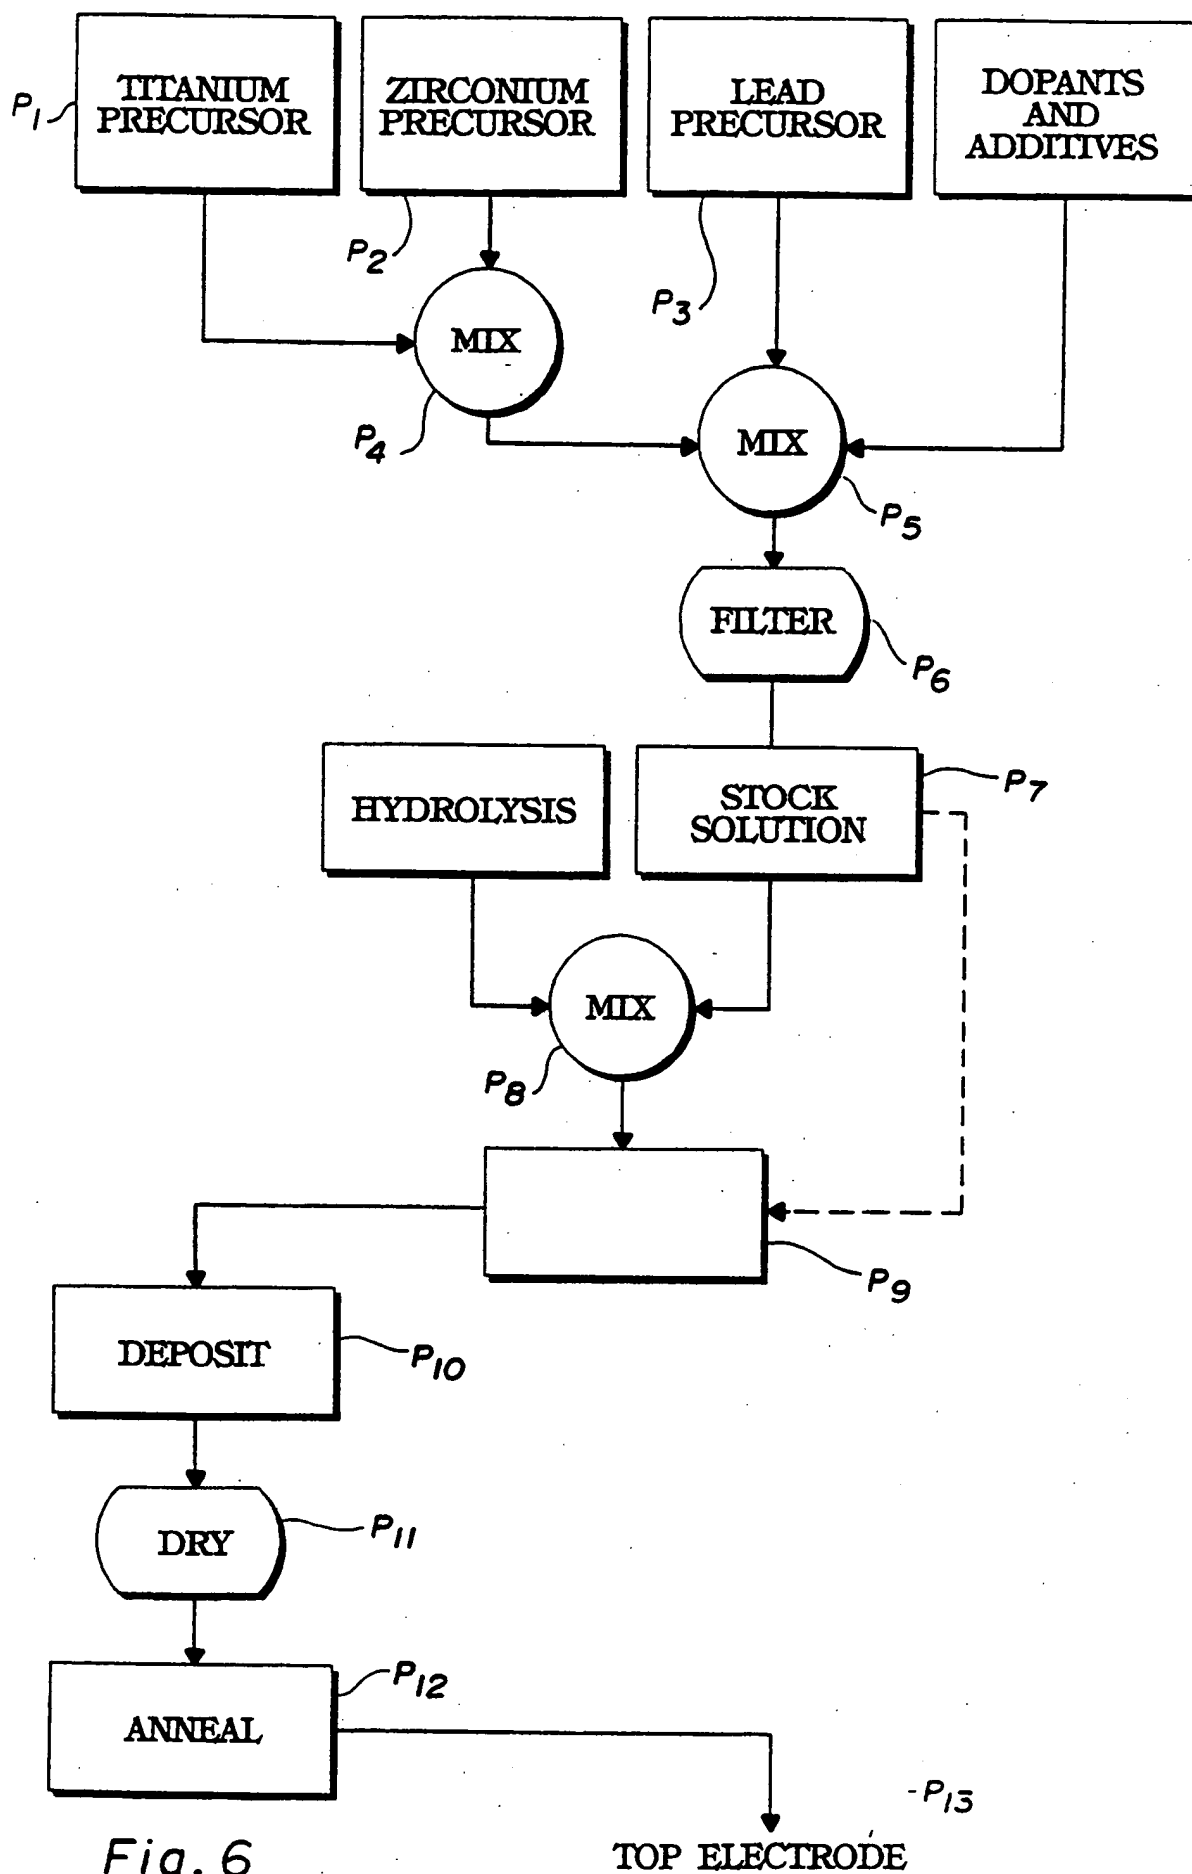 P1
TITANIUM
PRECURSOR
ZIRCONIUM
PRECURSOR
LEAD
PRECURSOR
DOPANTS
AND
ADDITIVES
P2
P3
MIX
P4
MIX
P5
FILTER
P6
HYDROLYSIS
STOCK
SOLUTION
P7
MIX
P8
P9
DEPOSIT
P10
DRY
P11
ANNEAL
P12
P13
TOP ELECTRODE
Fig. 6